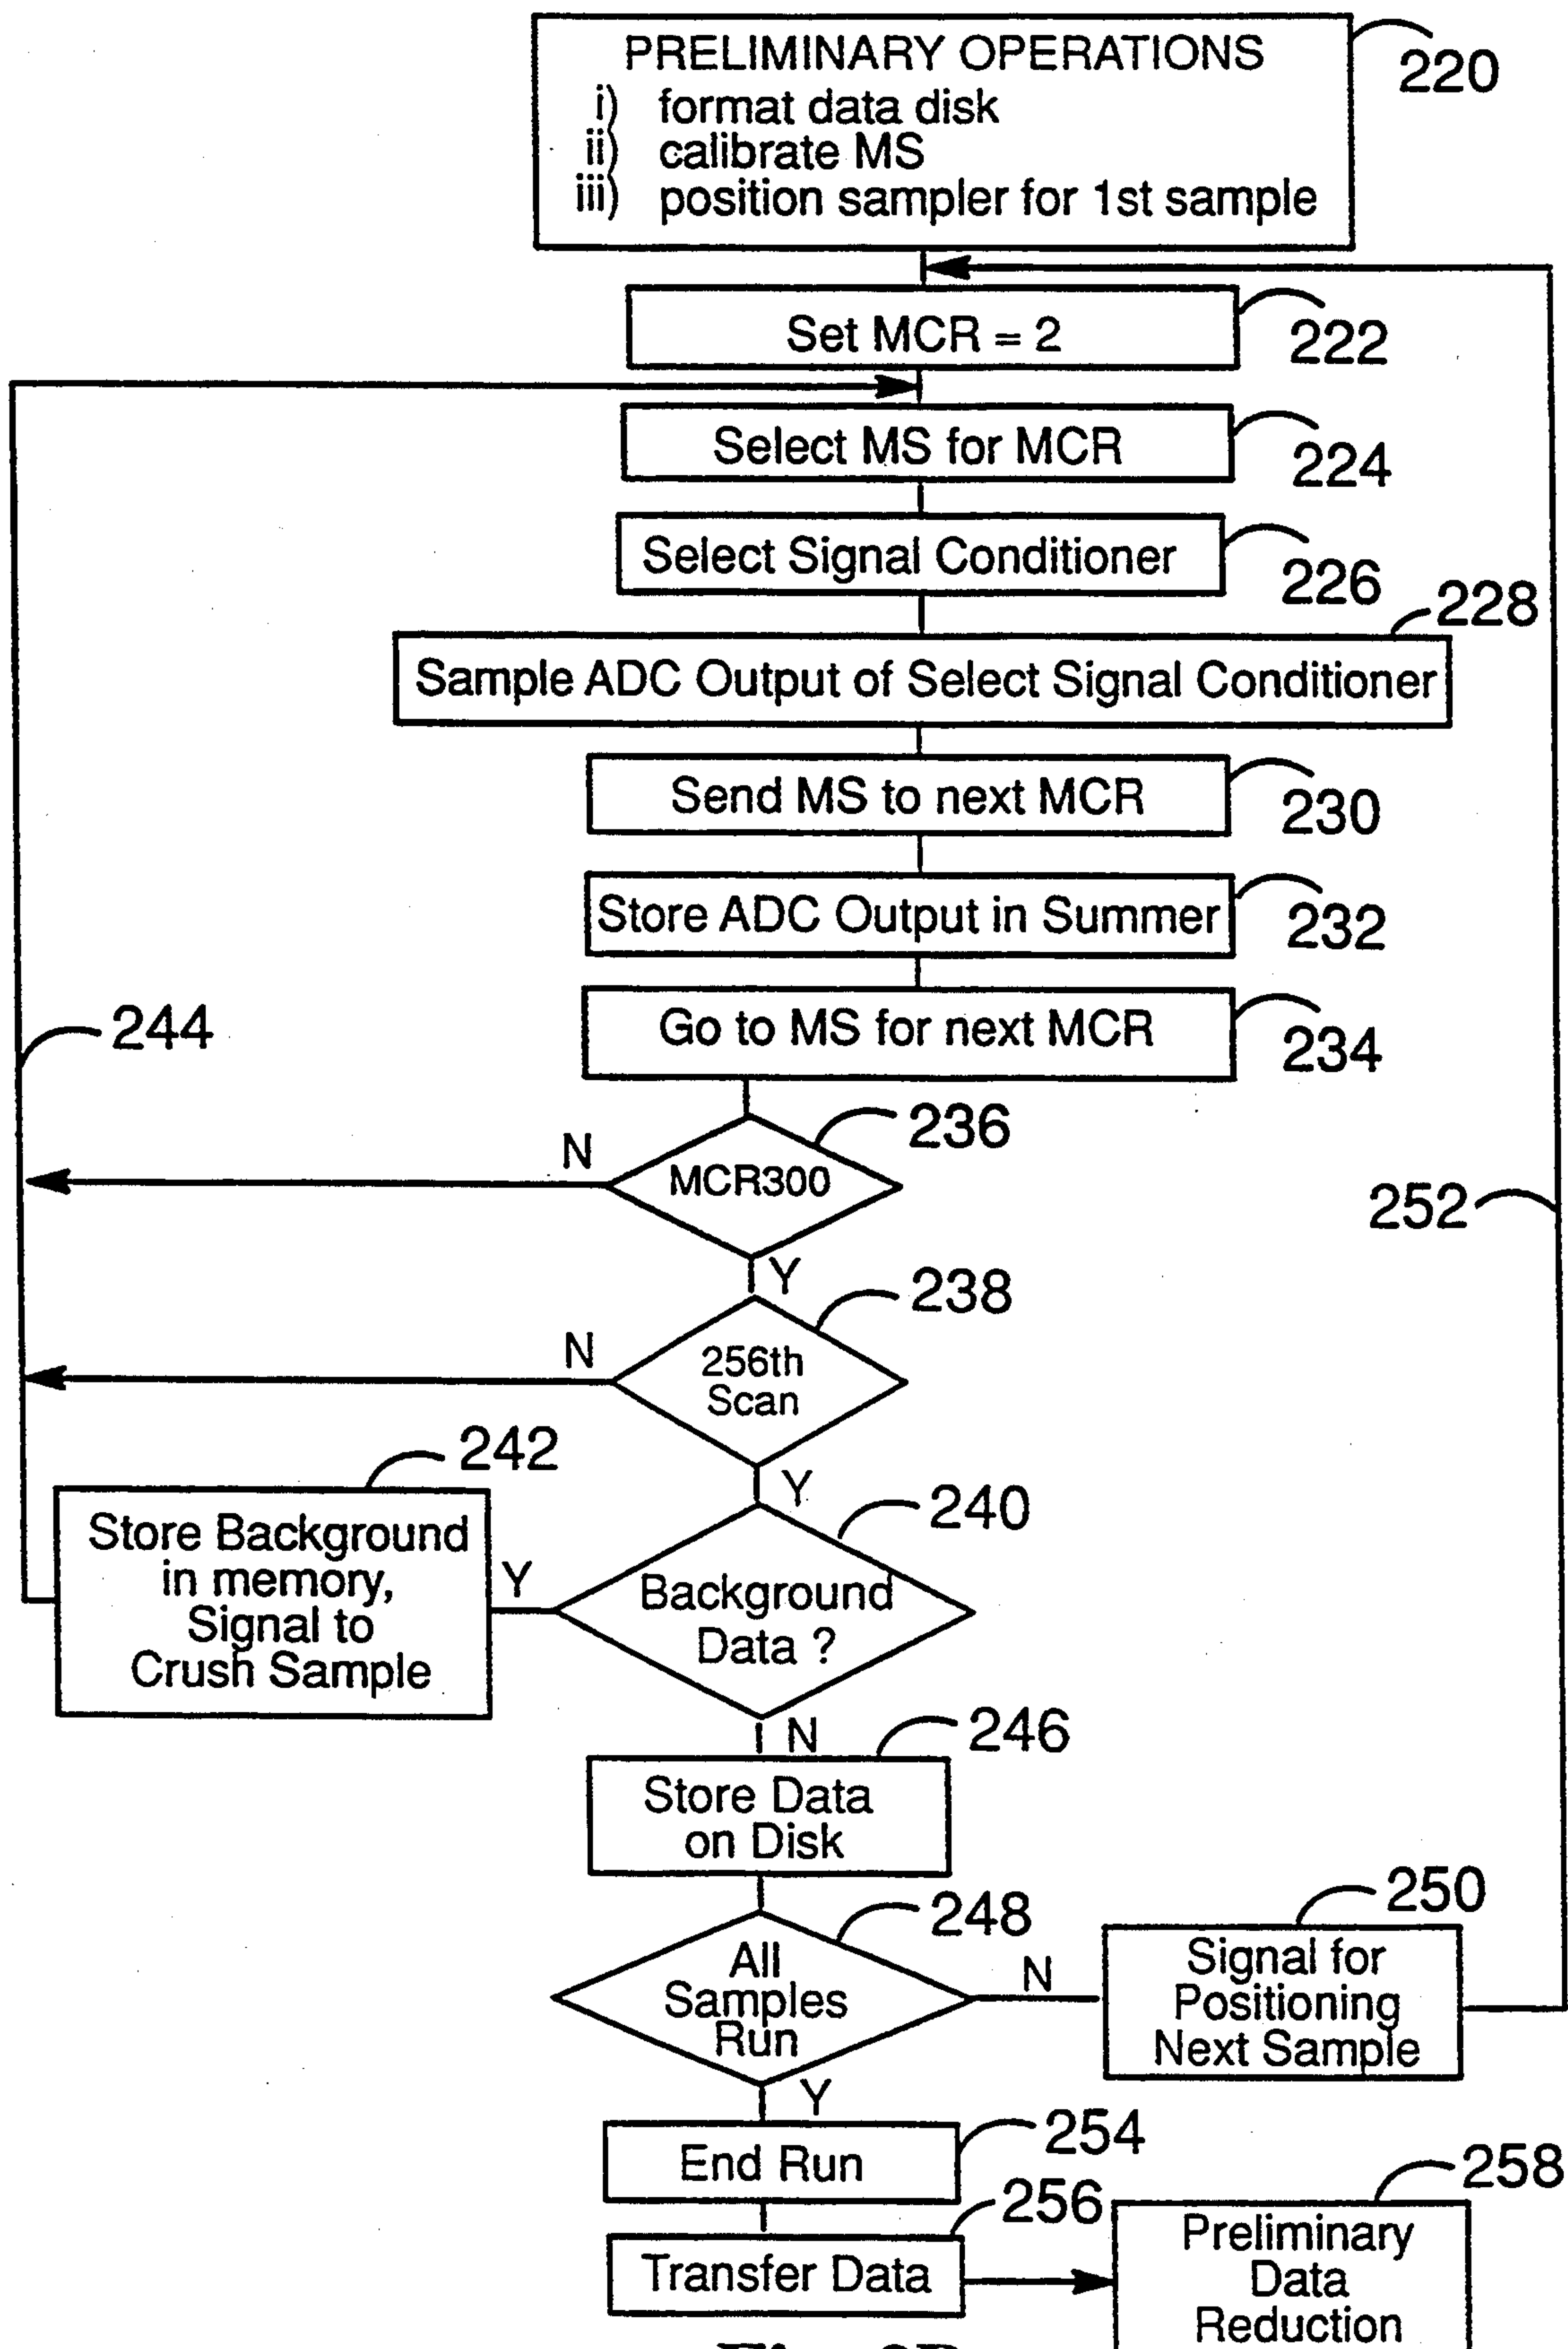 PRELIMINARY OPERATIONS
220
i) format data disk
ii) calibrate MS
iii) position sampler for 1st sample
Set MCR = 2
222
Select MS for MCR
224
Select Signal Conditioner
226
228
Sample ADC Output of Select Signal Conditioner
Send MS to next MCR
230
Store ADC Output in Summer
232
Go to MS for next MCR
234
244
236
N
MCR300
252
Y
238
N
256th
Scan
242
Y
240
Store Background
in memory,
Signal to
Crush Sample
Y
Background
Data ?
N
246
Store Data
on Disk
250
248
All
Samples
Run
N
Signal for
Positioning
Next Sample
Y
254
End Run
258
256
Transfer Data
Preliminary
Data
Reduction